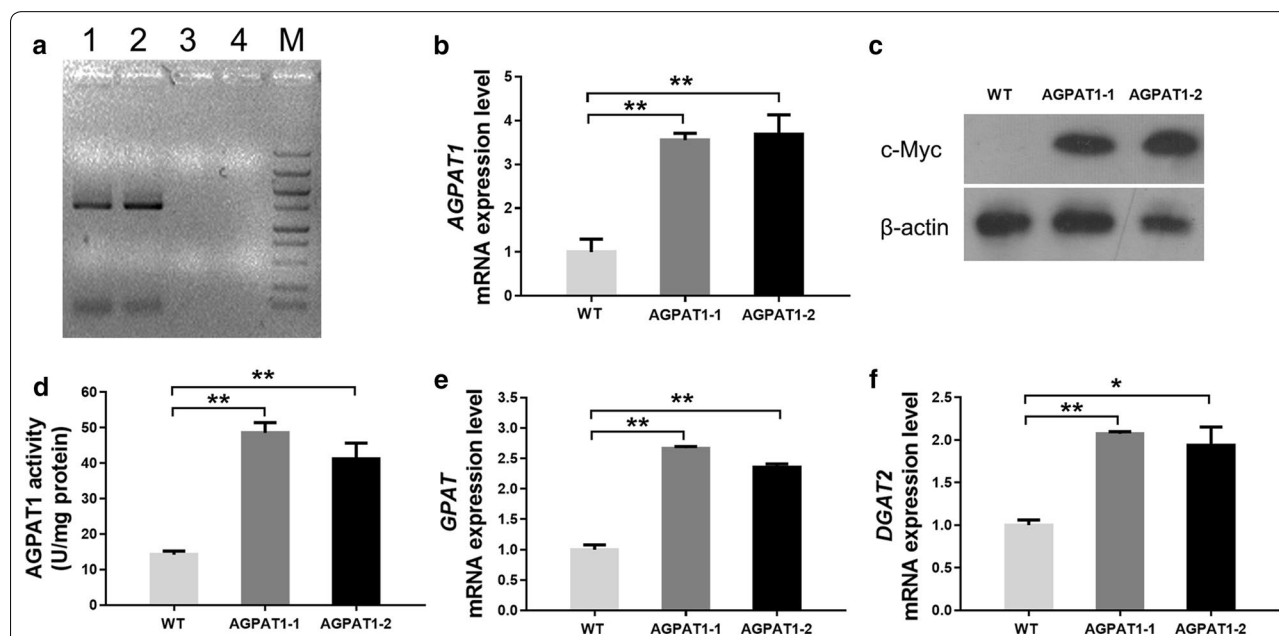 a
1 2 3 4 M
b
AGPAT1
mRNA expression level
5
4
3
2
1
0
**
**
WT AGPAT1-1 AGPAT1-2
c
WT AGPAT1-1 AGPAT1-2
c-Myc
β-actin
d
AGPAT1 activity
(U/mg protein)
60
50
40
30
20
10
0
**
**
WT AGPAT1-1 AGPAT1-2
e
GPAT
mRNA expression level
3.0
2.5
2.0
1.5
1.0
0.5
0.0
**
**
WT AGPAT1-1 AGPAT1-2
f
DGAT2
mRNA expression level
2.5
2.0
1.5
1.0
0.5
0.0
*
**
WT AGPAT1-1 AGPAT1-2